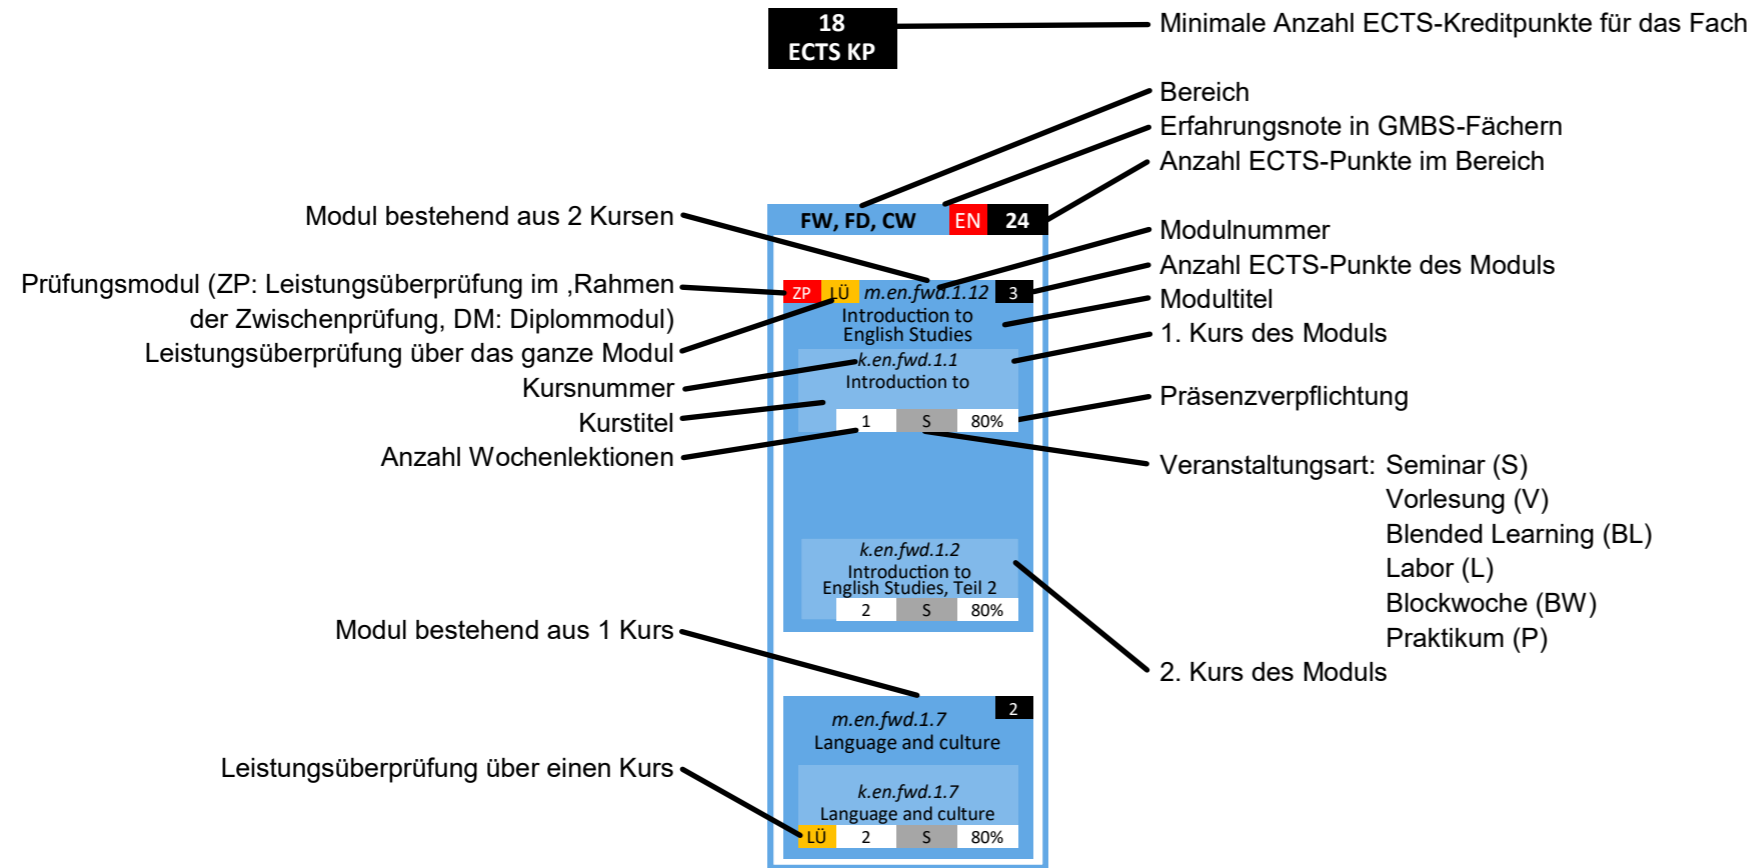 18
ECTS KP
Minimale Anzahl ECTS-Kreditpunkte für das Fach
Bereich
Erfahrungsnote in GMBS-Fächern
Anzahl ECTS-Punkte im Bereich
Modul bestehend aus 2 Kursen
FW, FD, CW EN 24
Modulnummer
Anzahl ECTS-Punkte des Moduls
Modultitel
1. Kurs des Moduls
Prüfungsmodul (ZP: Leistungsüberprüfung im ‚Rahmen
der Zwischenprüfung, DM: Diplommodul)
Leistungsüberprüfung über das ganze Modul
Kursnummer
Kurstitel
Anzahl Wochenlektionen
ZP LÜ m.en.fwd.1.12 3
Introduction to
English Studies
k.en.fwd.1.1
Introduction to
1 S 80%
Präsenzverpflichtung
Veranstaltungsart: Seminar (S)
Vorlesung (V)
Blended Learning (BL)
Labor (L)
Blockwoche (BW)
Praktikum (P)
k.en.fwd.1.2
Introduction to
English Studies, Teil 2
2 S 80%
2. Kurs des Moduls
Modul bestehend aus 1 Kurs
m.en.fwd.1.7 2
Language and culture
Leistungsüberprüfung über einen Kurs
k.en.fwd.1.7
Language and culture
LÜ 2 S 80%